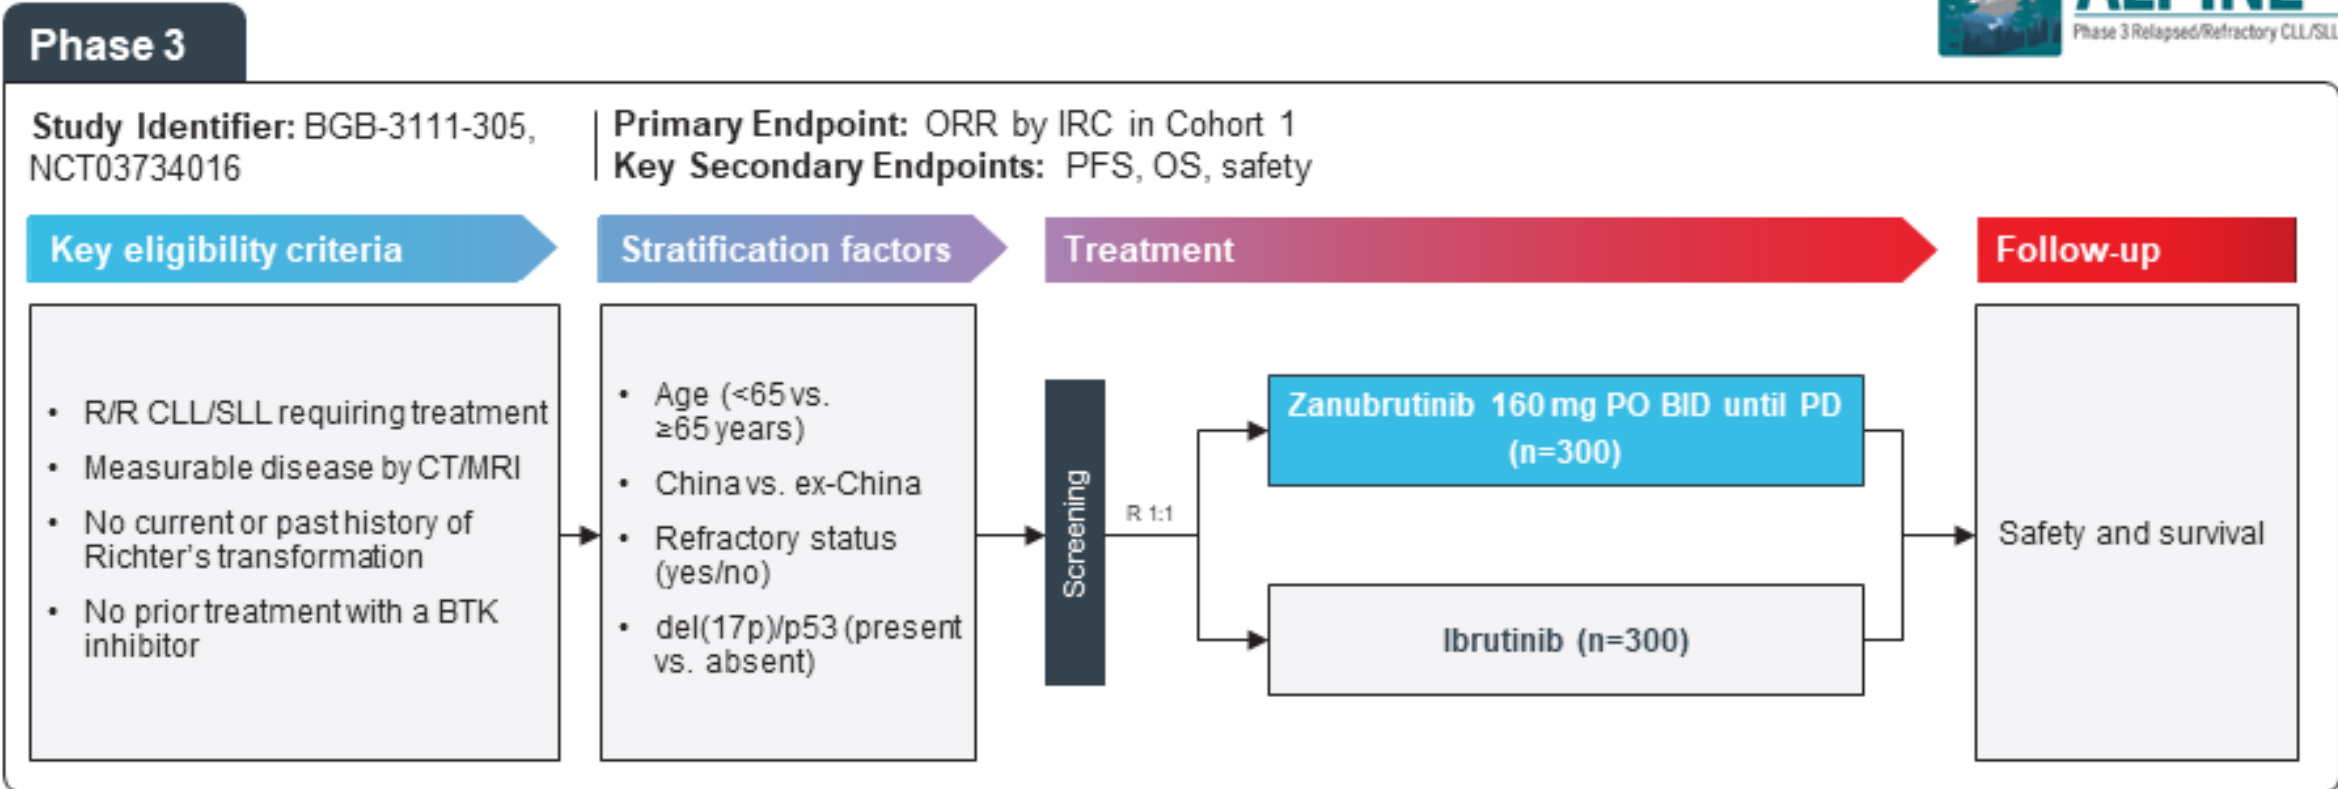 Phase 3
ALPINE
Phase 3 Relapsed/Refractory CLL/SLL
Study Identifier: BGB-3111-305,
NCT03734016
Primary Endpoint: ORR by IRC in Cohort 1
Key Secondary Endpoints: PFS, OS, safety
Key eligibility criteria
• R/R CLL/SLL requiring treatment
• Measurable disease by CT/MRI
• No current or past history of
Richter's transformation
• No prior treatment with a BTK
inhibitor
Stratification factors
• Age (<65 vs.
≥65 years)
• China vs. ex-China
• Refractory status
(yes/no)
• del(17p)/p53 (present
vs. absent)
Treatment
Screening
R 1:1
Zanubrutinib 160 mg PO BID until PD
(n=300)
Ibrutinib (n=300)
Follow-up
Safety and survival